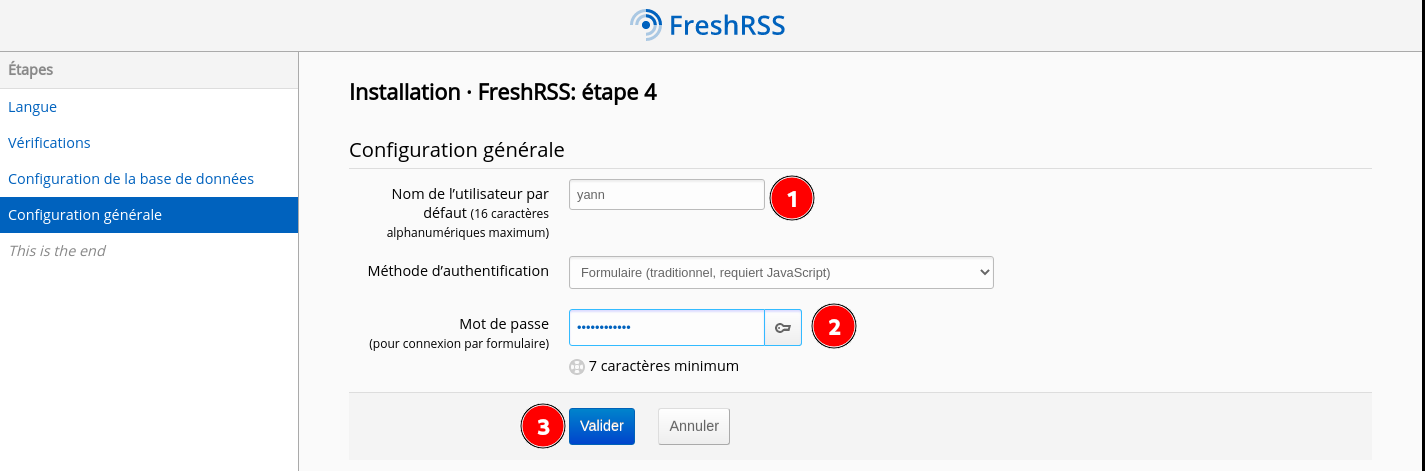 FreshRSS
Étapes
Langue
Vérifications
Configuration de la base de données
Configuration générale
This is the end
Installation · FreshRSS: étape 4
Configuration générale
Nom de l’utilisateur par
défaut (16 caractères
alphanumériques maximum)
yann
1
Méthode d’authentification
Formulaire (traditionnel, requiert JavaScript)
Mot de passe
(pour connexion par formulaire)
••••••••••••
2
7 caractères minimum
3
Valider
Annuler